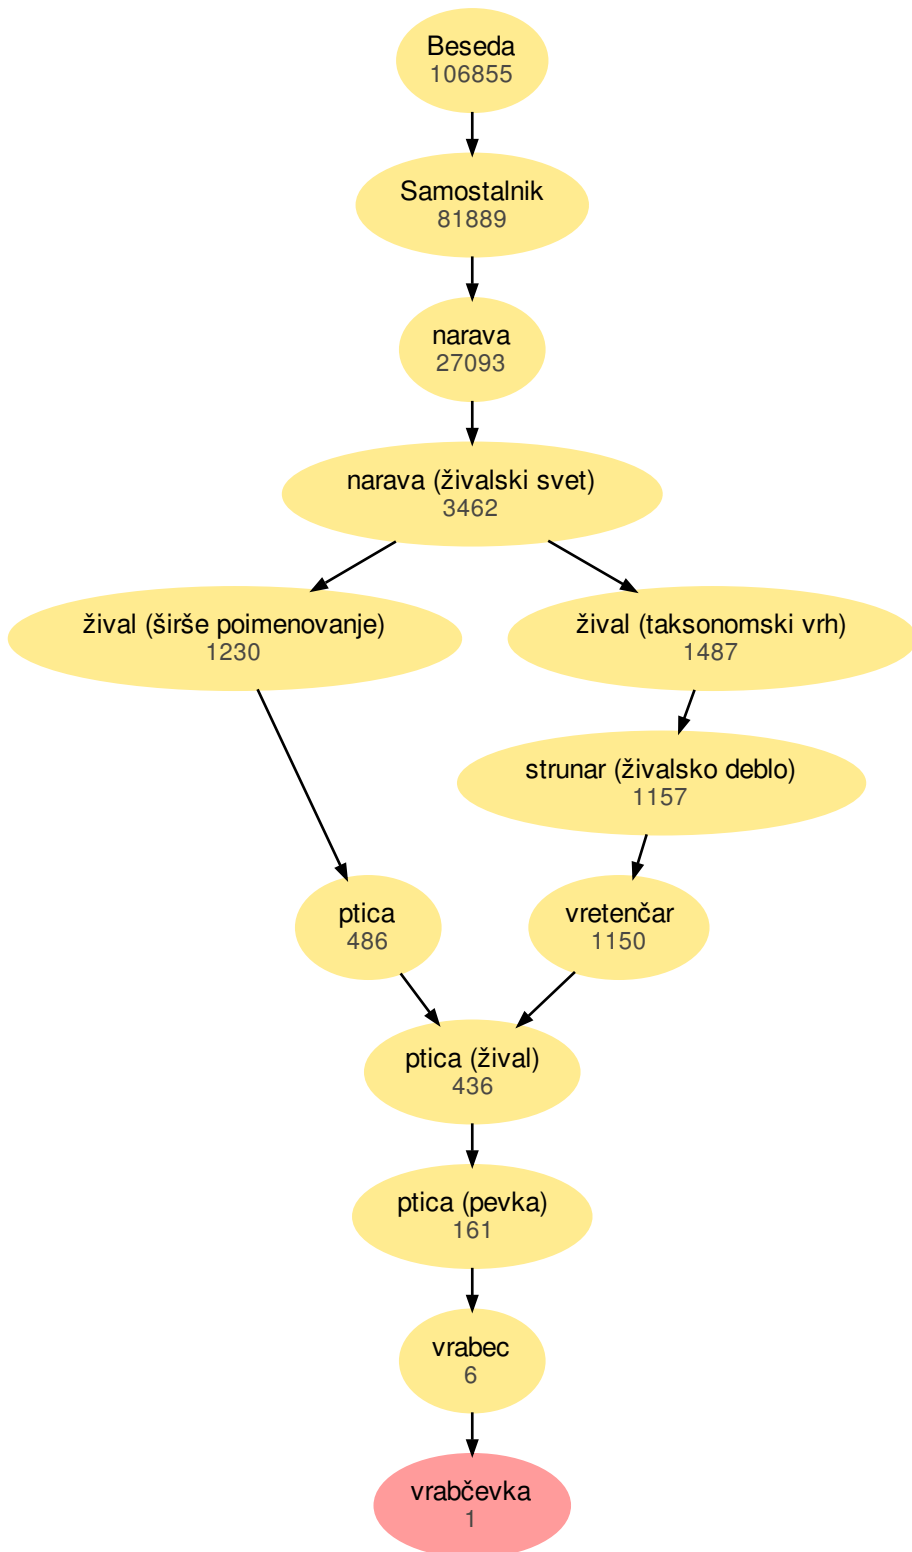 Beseda
106855
Samostalnik
81889
narava
27093
narava (živalski svet)
3462
žival (širše poimenovanje)
1230
žival (taksonomski vrh)
1487
strunar (živalsko deblo)
1157
ptica
486
vretenčar
1150
ptica (žival)
436
ptica (pevka)
161
vrabec
6
vrabčevka
1